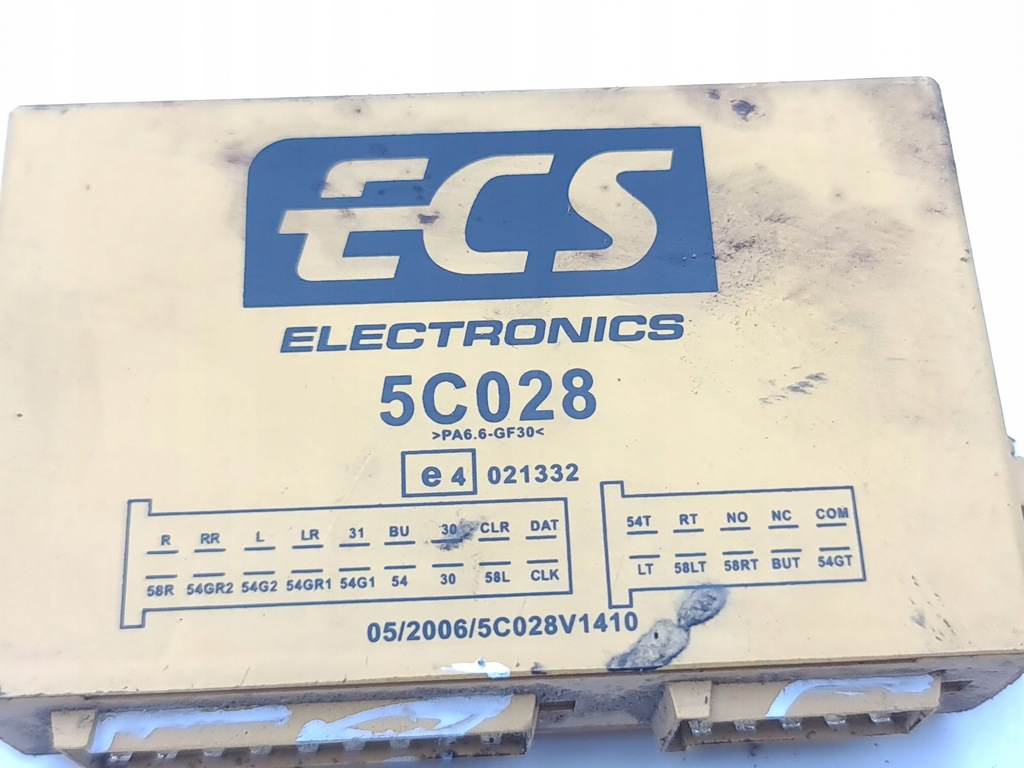 ECS
ELECTRONICS
5C028
>PA6.6-GF30<
e4 021332
R RR L LR 31 BU 30 CLR DAT
58R 54GR2 54G2 54GR1 54G1 54 30 58L CLK
54T RT NO NC COM
LT 58LT 58RT BUT 54GT
05/2006/5C028V1410